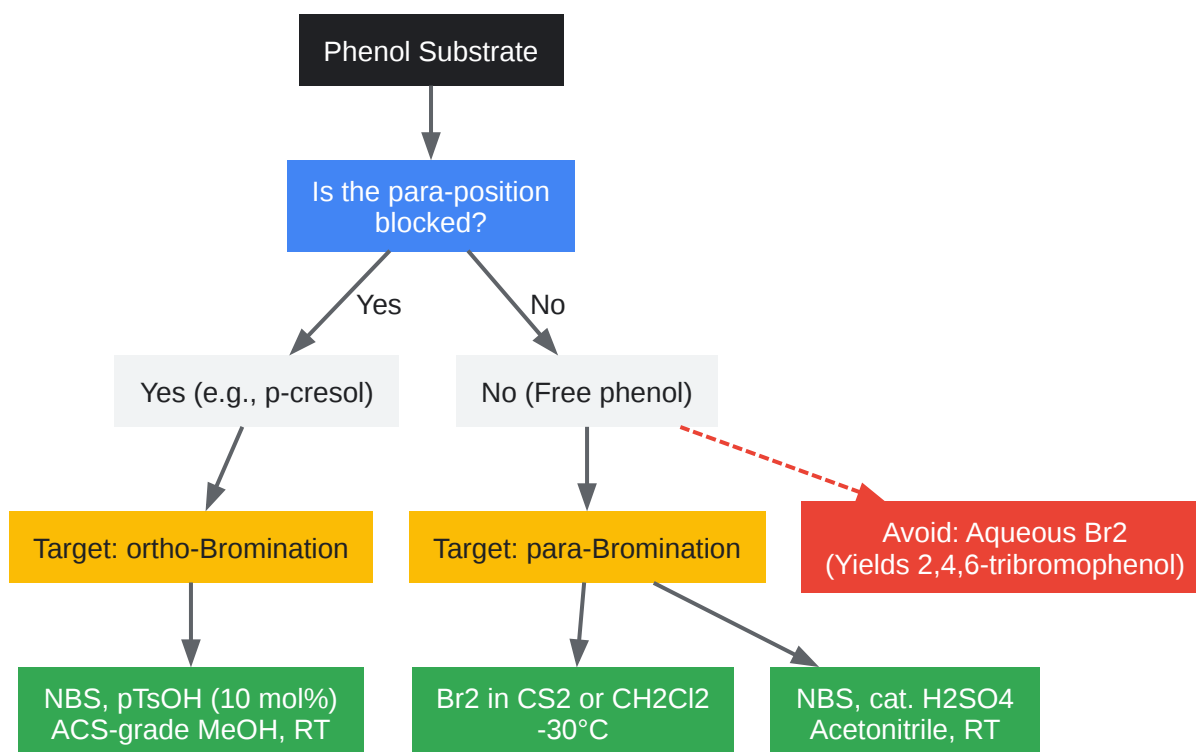 Phenol Substrate
Is the para-position
blocked?
Yes
No
Yes (e.g., p-cresol)
No (Free phenol)
Target: ortho-Bromination
Target: para-Bromination
Avoid: Aqueous Br2
(Yields 2,4,6-tribromophenol)
NBS, pTsOH (10 mol%)
ACS-grade MeOH, RT
Br2 in CS2 or CH2Cl2
-30°C
NBS, cat. H2SO4
Acetonitrile, RT